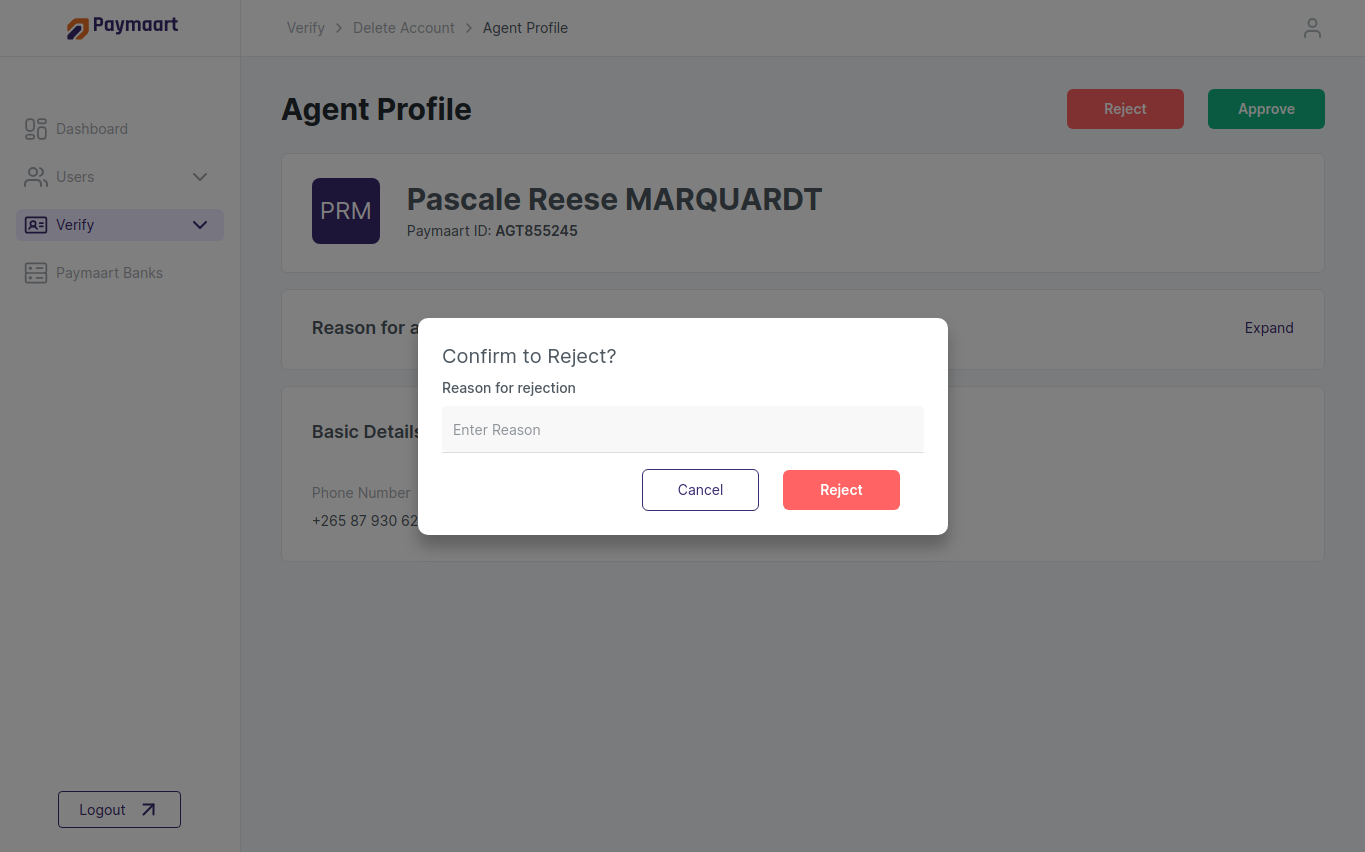 Paymaart
Verify > Delete Account > Agent Profile
Dashboard
Users
Verify
Paymaart Banks
Logout
Agent Profile
Reject
Approve
PRM
Pascale Reese MARQUARDT
Paymaart ID: AGT855245
Reason for
Expand
Basic Details
Phone Number
+265 87 930 62
Confirm to Reject?
Reason for rejection
Enter Reason
Cancel
Reject